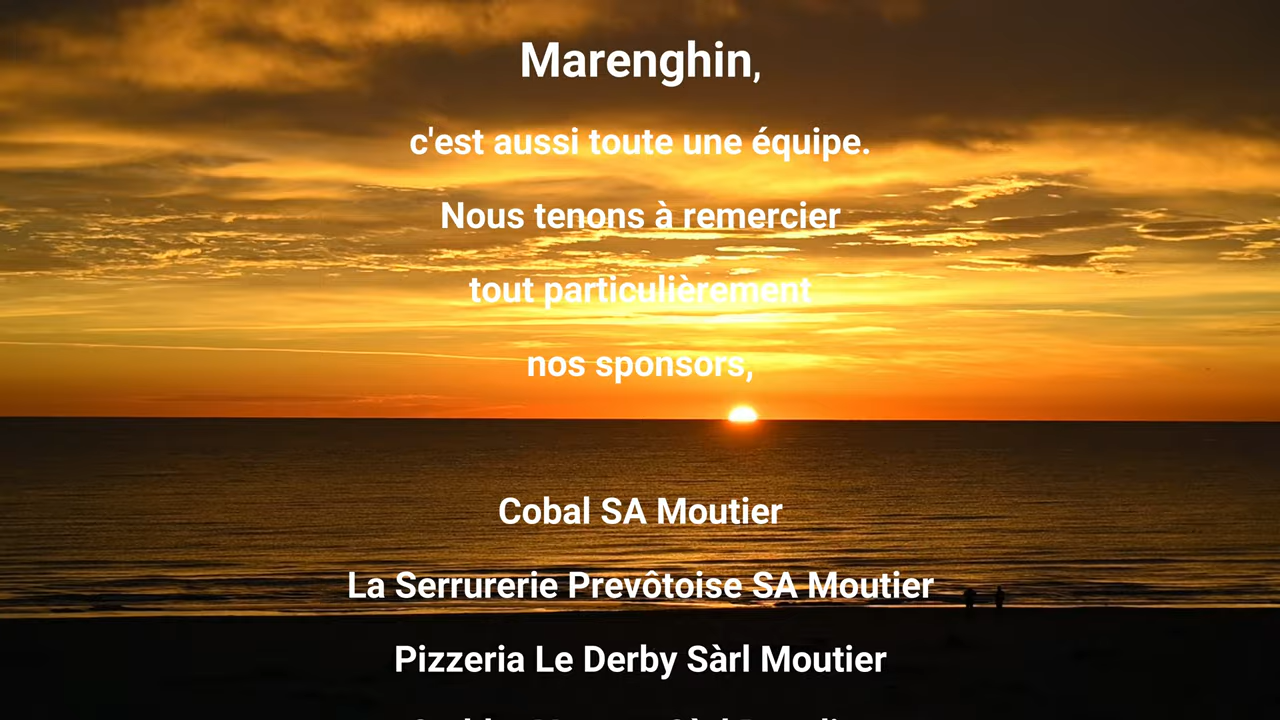 Marenghin,
c'est aussi toute une équipe.
Nous tenons à remercier
tout particulièrement
nos sponsors,
Cobal SA Moutier
La Serrurerie Prevôtoise SA Moutier
Pizzeria Le Derby Sàrl Moutier